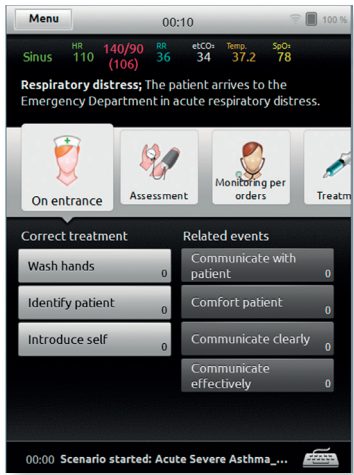 Menu 00:10 100 %
HR 140/90 RR etCO₂ Temp. SpO₂
Sinus 110 (106) 36 34 37.2 78
Respiratory distress; The patient arrives to the
Emergency Department in acute respiratory distress.
On entrance
Assessment
Monitoring per
orders
Treatm
Correct treatment
Wash hands 0
Identify patient 0
Introduce self 0
Related events
Communicate with
patient 0
Comfort patient 0
Communicate clearly 0
Communicate
effectively 0
00:00 Scenario started: Acute Severe Asthma_...